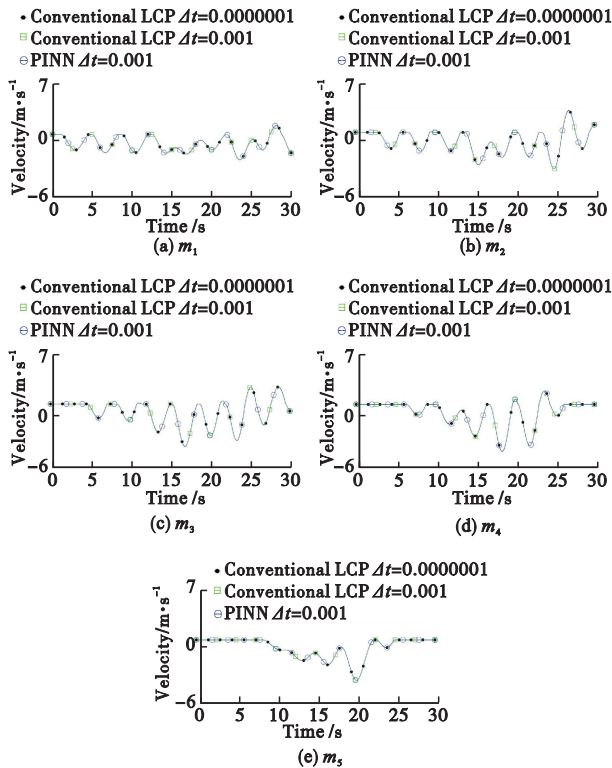 Conventional LCP Δt=0.0000001
Conventional LCP Δt=0.001
PINN Δt=0.001
Velocity/m•s⁻¹
7
0
−6
0 5 10 15 20 25 30
Time /s
(a) m₁
Conventional LCP Δt=0.0000001
Conventional LCP Δt=0.001
PINN Δt=0.001
Velocity/m•s⁻¹
7
0
−6
0 5 10 15 20 25 30
Time /s
(b) m₂
Conventional LCP Δt=0.0000001
Conventional LCP Δt=0.001
PINN Δt=0.001
Velocity/m•s⁻¹
7
0
−6
0 5 10 15 20 25 30
Time /s
(c) m₃
Conventional LCP Δt=0.0000001
Conventional LCP Δt=0.001
PINN Δt=0.001
Velocity/m•s⁻¹
7
0
−6
0 5 10 15 20 25 30
Time /s
(d) m₄
Conventional LCP Δt=0.0000001
Conventional LCP Δt=0.001
PINN Δt=0.001
Velocity/m•s⁻¹
7
0
−6
0 5 10 15 20 25 30
Time /s
(e) m₅